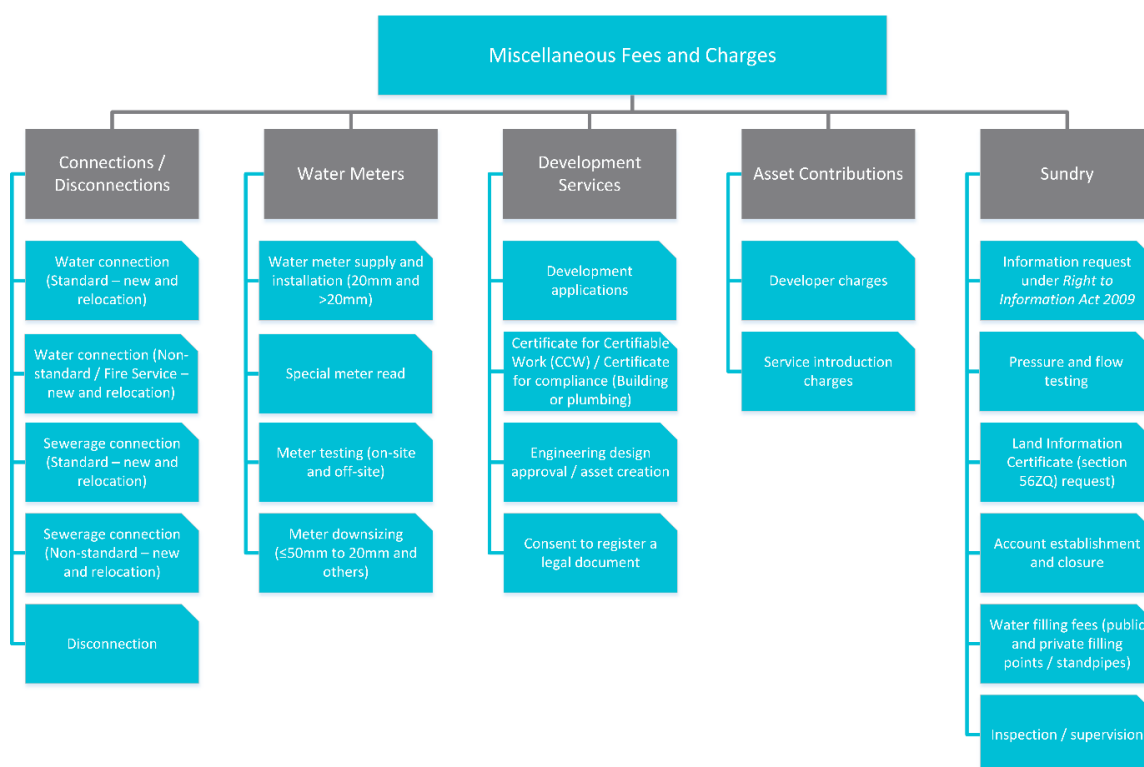 Miscellaneous Fees and Charges
Connections /
Disconnections
Water connection
(Standard – new and
relocation)
Water connection (Non-
standard / Fire Service –
new and relocation)
Sewerage connection
(Standard – new and
relocation)
Sewerage connection
(Non-standard – new
and relocation)
Disconnection
Water Meters
Water meter supply and
installation (20mm and
>20mm)
Special meter read
Meter testing (on-site
and off-site)
Meter downsizing
(≤50mm to 20mm and
others)
Development
Services
Development
applications
Certificate for Certifiable
Work (CCW) / Certificate
for compliance (Building
or plumbing)
Engineering design
approval / asset creation
Consent to register a
legal document
Asset Contributions
Developer charges
Service introduction
charges
Sundry
Information request
under Right to
Information Act 2009
Pressure and flow
testing
Land Information
Certificate (section
56ZQ) request)
Account establishment
and closure
Water filling fees (public
and private filling
points / standpipes)
Inspection / supervision